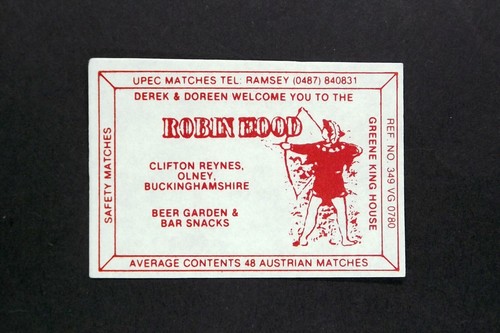 UPEC MATCHES TEL: RAMSEY (0487) 840831
DEREK & DOREEN WELCOME YOU TO THE
ROBIN HOOD
CLIFTON REYNES,
OLNEY,
BUCKINGHAMSHIRE
BEER GARDEN &
BAR SNACKS
SAFETY MATCHES
GREENE KING HOUSE
REF NO. 349 VG 0780
AVERAGE CONTENTS 48 AUSTRIAN MATCHES